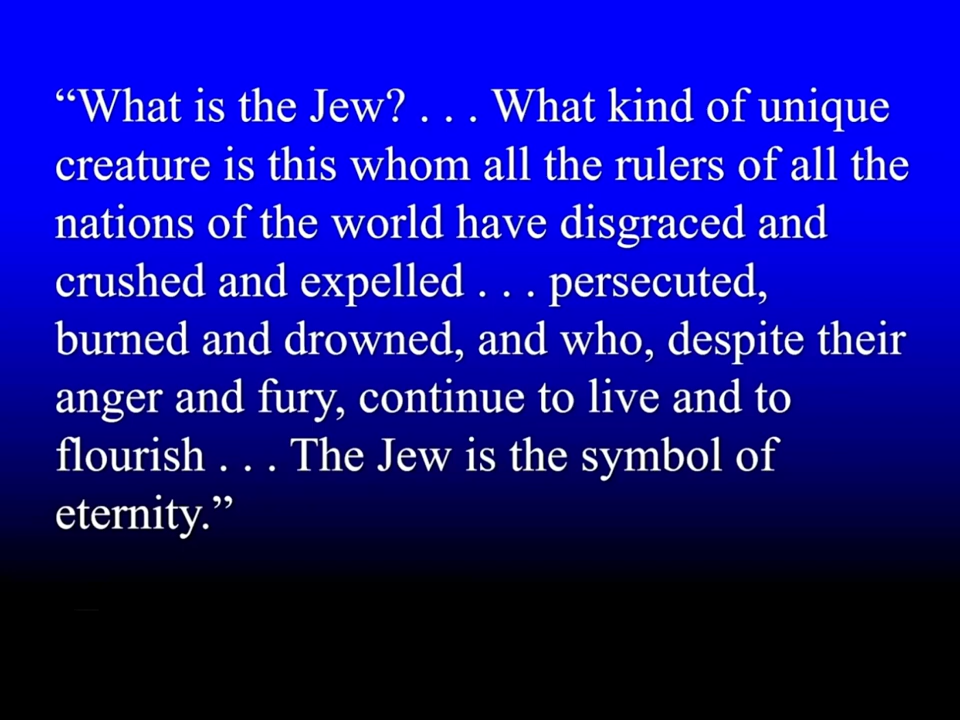 “What is the Jew? . . . What kind of unique
creature is this whom all the rulers of all the
nations of the world have disgraced and
crushed and expelled . . . persecuted,
burned and drowned, and who, despite their
anger and fury, continue to live and to
flourish . . . The Jew is the symbol of
eternity.”